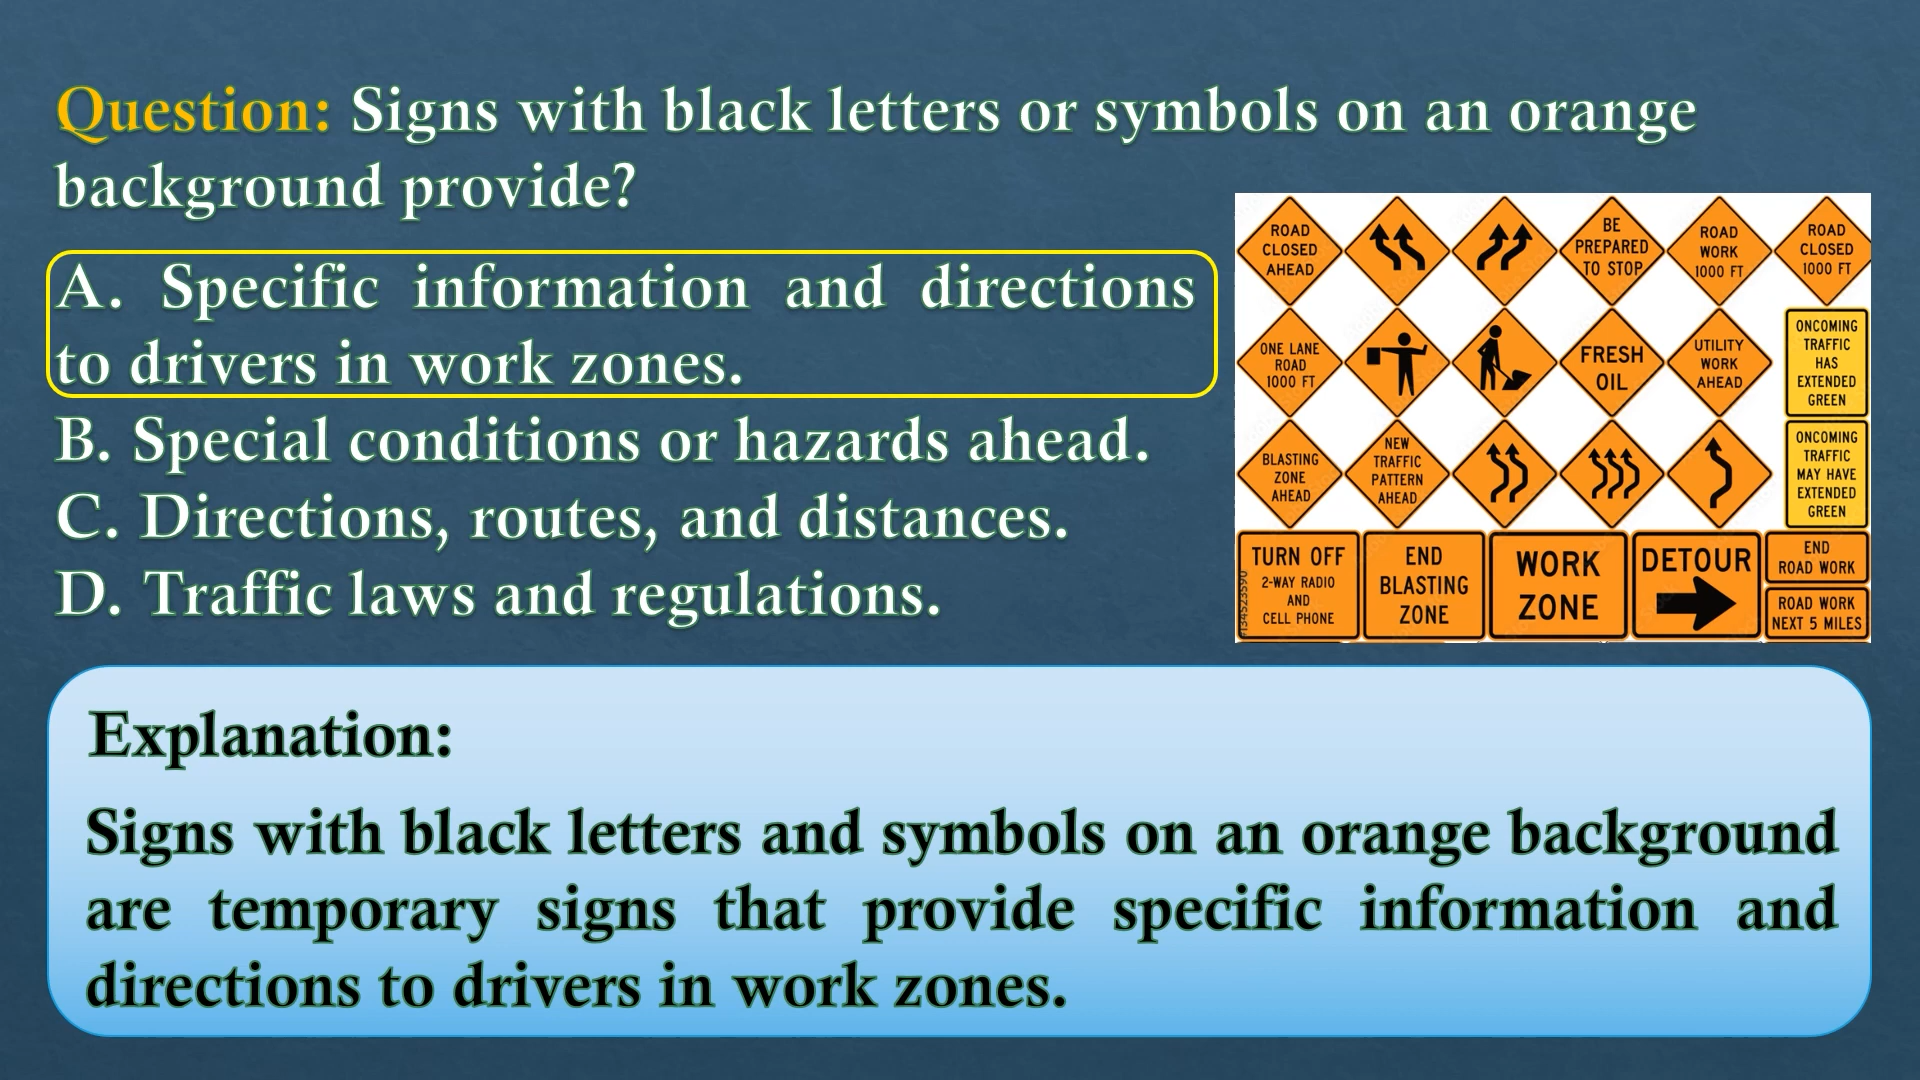 Question: Signs with black letters or symbols on an orange
background provide?
A. Specific information and directions
to drivers in work zones.
B. Special conditions or hazards ahead.
C. Directions, routes, and distances.
D. Traffic laws and regulations.
ROAD
CLOSED
AHEAD
BE
PREPARED
TO STOP
ROAD
WORK
1000 FT
ROAD
CLOSED
1000 FT
ONE LANE
ROAD
1000 FT
FRESH
OIL
UTILITY
WORK
AHEAD
ONCOMING
TRAFFIC
HAS
EXTENDED
GREEN
BLASTING
ZONE
AHEAD
NEW
TRAFFIC
PATTERN
AHEAD
ONCOMING
TRAFFIC
MAY HAVE
EXTENDED
GREEN
TURN OFF
2-WAY RADIO
AND
CELL PHONE
END
BLASTING
ZONE
WORK
ZONE
DETOUR
END
ROAD WORK
ROAD WORK
NEXT 5 MILES
Explanation:
Signs with black letters and symbols on an orange background
are temporary signs that provide specific information and
directions to drivers in work zones.